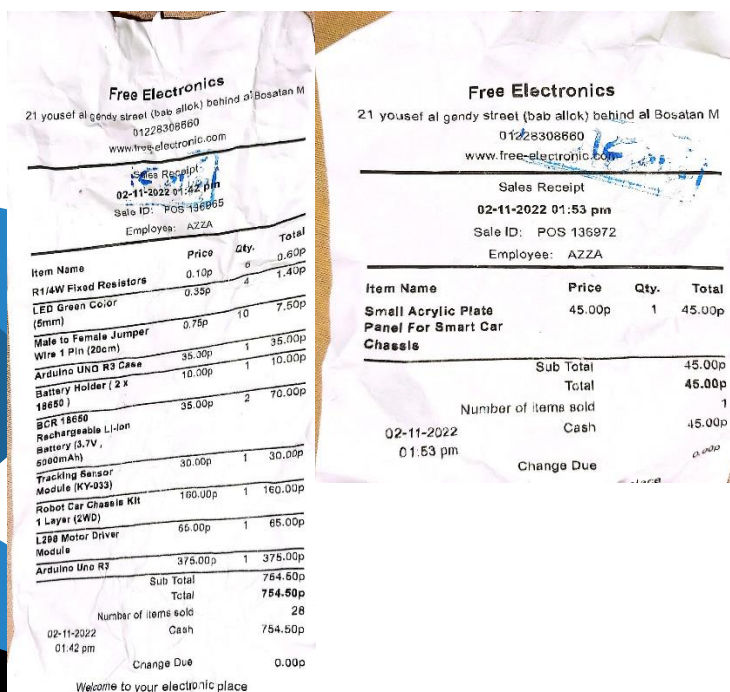 Free Electronics
21 yousef al gendy street (bab allok) behind al Bosatan M
01228308660
www.free-electronic.com
Sales Receipt
02-11-2022 01:42 pm
Sale ID: POS 136965
Employee: AZZA
Item Name Price Qty. Total
R1/4W Fixed Resistors 0.10p 6 0.60p
LED Green Color 0.35p 4 1.40p
(5mm)
Male to Female Jumper 0.75p 10 7.50p
Wire 1 Pin (20cm)
Arduino UNO R3 Case 35.00p 1 35.00p
Battery Holder ( 2 X 10.00p 1 10.00p
18650 )
BCR 18650 35.00p 2 70.00p
Rechargeable Li-Ion
Battery (3.7V ,
5000mAh)
Tracking Sensor 30.00p 1 30.00p
Module (KY-033)
Robot Car Chassis Kit 160.00p 1 160.00p
1 Layer (2WD)
L298 Motor Driver 65.00p 1 65.00p
Module
Arduino Uno R3 375.00p 1 375.00p
Sub Total 754.50p
Total 754.50p
Number of items sold 28
02-11-2022 Cash 754.50p
01:42 pm
Change Due 0.00p
Welcome to your electronic place
Free Electronics
21 yousef al gendy street (bab allok) behind al Bosatan M
01228308660
www.free-electronic.com
Sales Receipt
02-11-2022 01:53 pm
Sale ID: POS 136972
Employee: AZZA
Item Name Price Qty. Total
Small Acrylic Plate 45.00p 1 45.00p
Panel For Smart Car
Chassis
Sub Total 45.00p
Total 45.00p
Number of items sold 1
02-11-2022 Cash 45.00p
01:53 pm
Change Due 0.00p
place